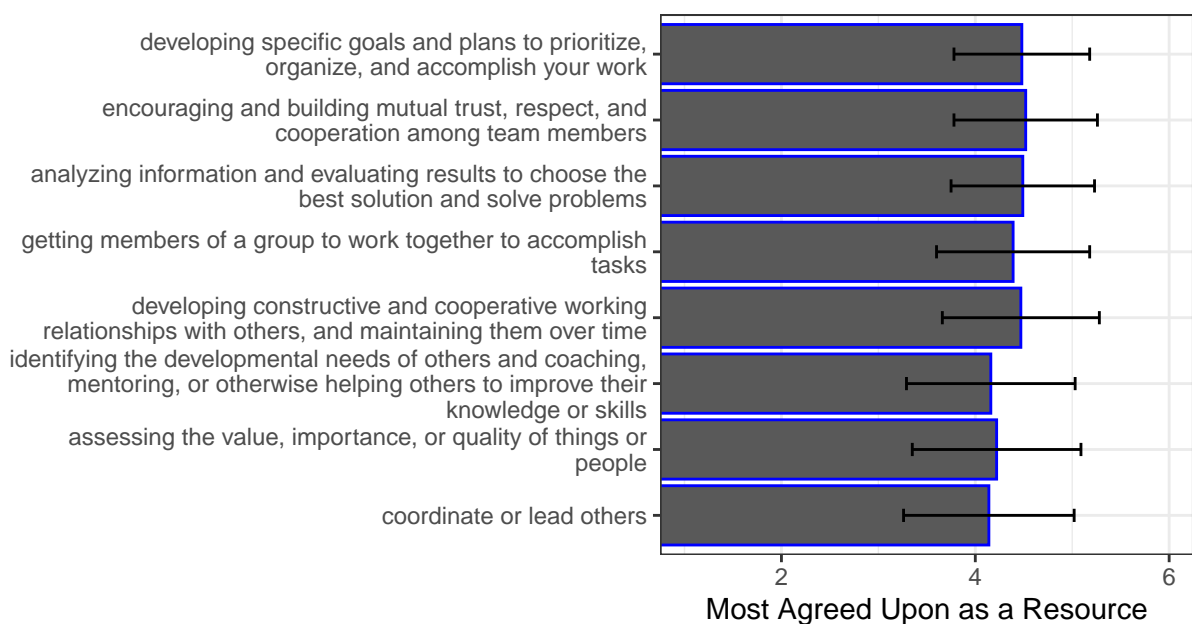 developing specific goals and plans to prioritize,
organize, and accomplish your work
encouraging and building mutual trust, respect, and
cooperation among team members
analyzing information and evaluating results to choose the
best solution and solve problems
getting members of a group to work together to accomplish
tasks
developing constructive and cooperative working
relationships with others, and maintaining them over time
identifying the developmental needs of others and coaching,
mentoring, or otherwise helping others to improve their
knowledge or skills
assessing the value, importance, or quality of things or
people
coordinate or lead others
2 4 6
Most Agreed Upon as a Resource